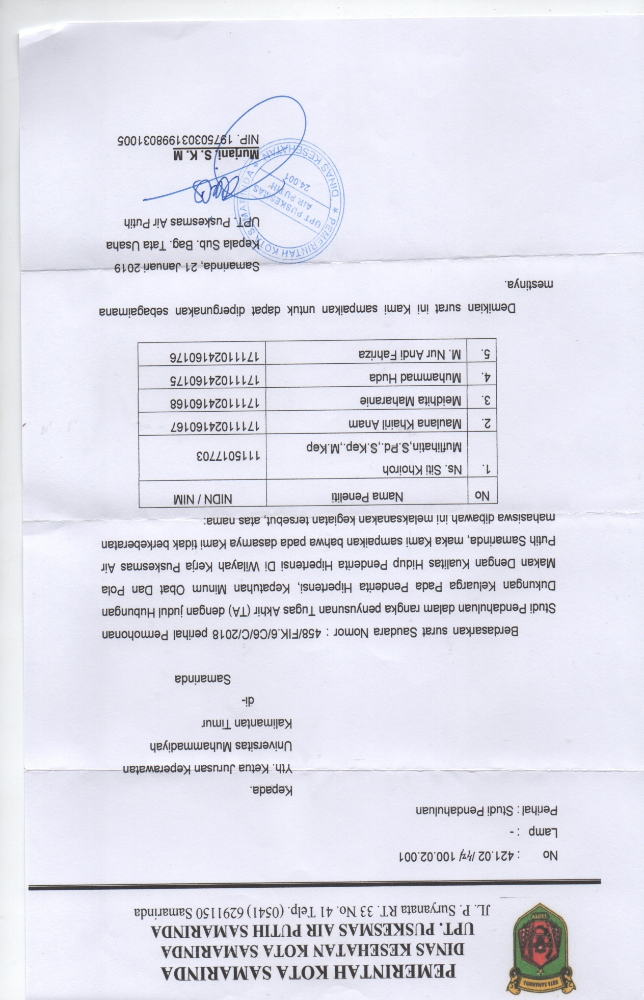 KOTA SAMARINDA
PEMERINTAH KOTA SAMARINDA
DINAS KESEHATAN KOTA SAMARINDA
UPT. PUSKESMAS AIR PUTIH SAMARINDA
JL. P. Suryanata RT. 33 No. 41 Telp. (0541) 6291150 Samarinda
No : 421.02 / 100.02.001
Lamp : -
Perihal : Studi Pendahuluan
Kepada.
Yth. Ketua Jurusan Keperawatan
Universitas Muhammadiyah
Kalimantan Timur
di-
Samarinda
Berdasarkan surat Saudara Nomor : 458/FIK.6/C6/C/2018 perihal Permohonan
Studi Pendahuluan dalam rangka penyusunan Tugas Akhir (TA) dengan judul Hubungan
Dukungan Keluarga Pada Penderita Hipertensi, Kepatuhan Minum Obat Dan Pola
Makan Dengan Kualitas Hidup Penderita Hipertensi Di Wilayah Kerja Puskesmas Air
Putih Samarinda, maka Kami sampaikan bahwa pada dasarnya Kami tidak berkeberatan
mahasiswa dibawah ini melaksanakan kegiatan tersebut, atas nama:
No Nama Peneliti NIDN / NIM
1. Ns. Siti Khoiroh
Muflihatin,S.Pd.,S.Kep.,M.Kep 1115017703
2. Maulana Khairil Anam 17111024160167
3. Meidhita Maharanie 17111024160168
4. Muhammad Huda 17111024160175
5. M. Nur Andi Fahriza 17111024160176
Demikian surat ini Kami sampaikan untuk dapat dipergunakan sebagaimana
mestinya.
Samarinda, 21 Januari 2019
Kepala Sub. Bag. Tata Usaha
UPT. Puskesmas Air Putih
PEMERINTAH KOTA SAMARINDA
DINAS KESEHATAN
UPT PUSKESMAS
AIR PUTIH
24.001
Murjani. S. K. M
NIP. 197503031998031005